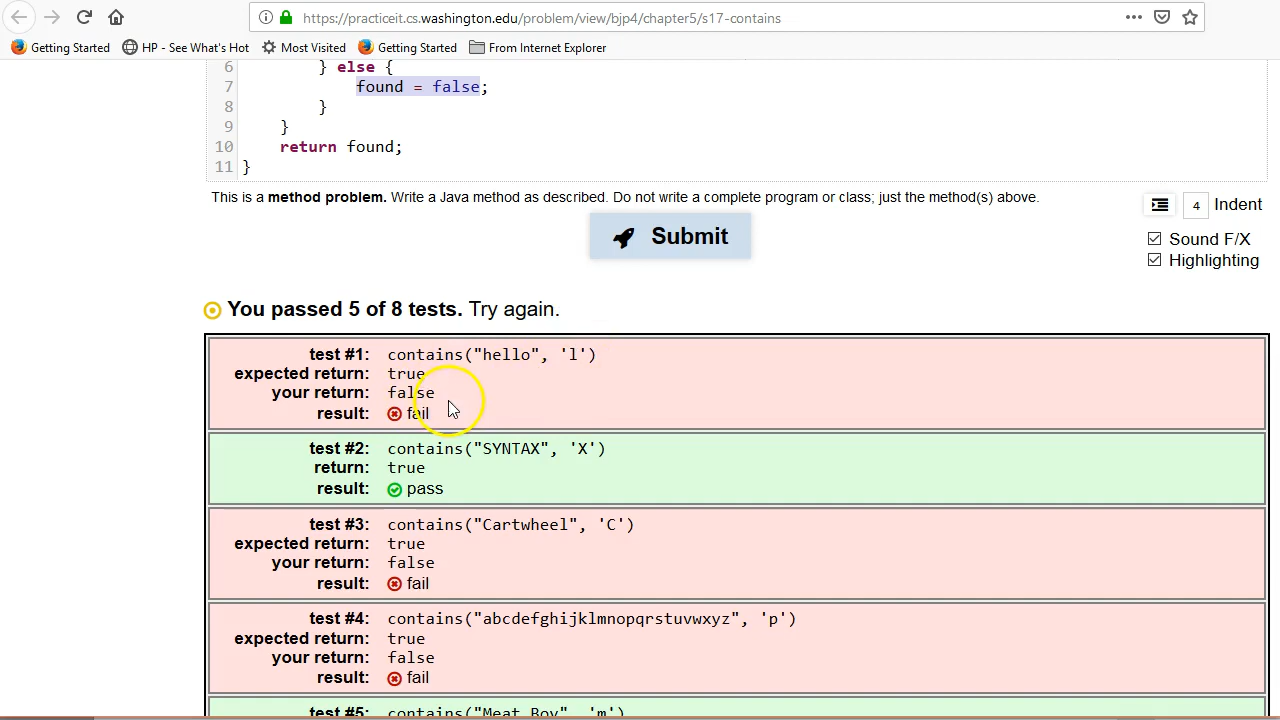 https://practiceit.cs.washington.edu/problem/view/bjp4/chapter5/s17-contains
Getting Started HP - See What's Hot Most Visited Getting Started From Internet Explorer
6 } else {
7 found = false;
8 }
9 }
10 return found;
11 }
This is a method problem. Write a Java method as described. Do not write a complete program or class; just the method(s) above.
4 Indent
Submit
Sound F/X
Highlighting
You passed 5 of 8 tests. Try again.
test #1: contains("hello", 'l')
expected return: true
your return: false
result: fail
test #2: contains("SYNTAX", 'X')
return: true
result: pass
test #3: contains("Cartwheel", 'C')
expected return: true
your return: false
result: fail
test #4: contains("abcdefghijklmnopqrstuvwxyz", 'p')
expected return: true
your return: false
result: fail
test #5: contains("Meat Boy", 'm')